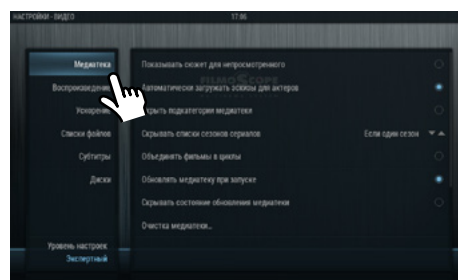 НАСТРОЙКИ - ВИДЕО 17:06
Медиатека
Воспроизведение
Ускорение
Списки файлов
Субтитры
Диски
Уровень настроек
Экспертный
Показывать сюжет для непросмотренного
FILMOSCOPE
Автоматически загружать эскизы для актеров
Скрыть подкатегории медиатеки
Скрывать списки сезонов сериалов Если один сезон
Объединять фильмы в циклы
Обновлять медиатеку при запуске
Скрывать состояние обновления медиатеки
Очистка медиатеки...